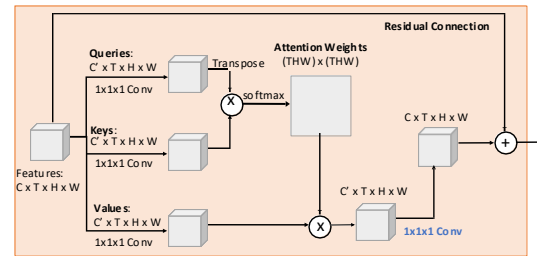 Residual Connection
Queries:
C' x T x H x W
1x1x1 Conv
Transpose
Attention Weights
(THW) x (THW)
X
softmax
Keys:
C' x T x H x W
1x1x1 Conv
Features:
C x T x H x W
Values:
C' x T x H x W
1x1x1 Conv
X
C' x T x H x W
1x1x1 Conv
C x T x H x W
+